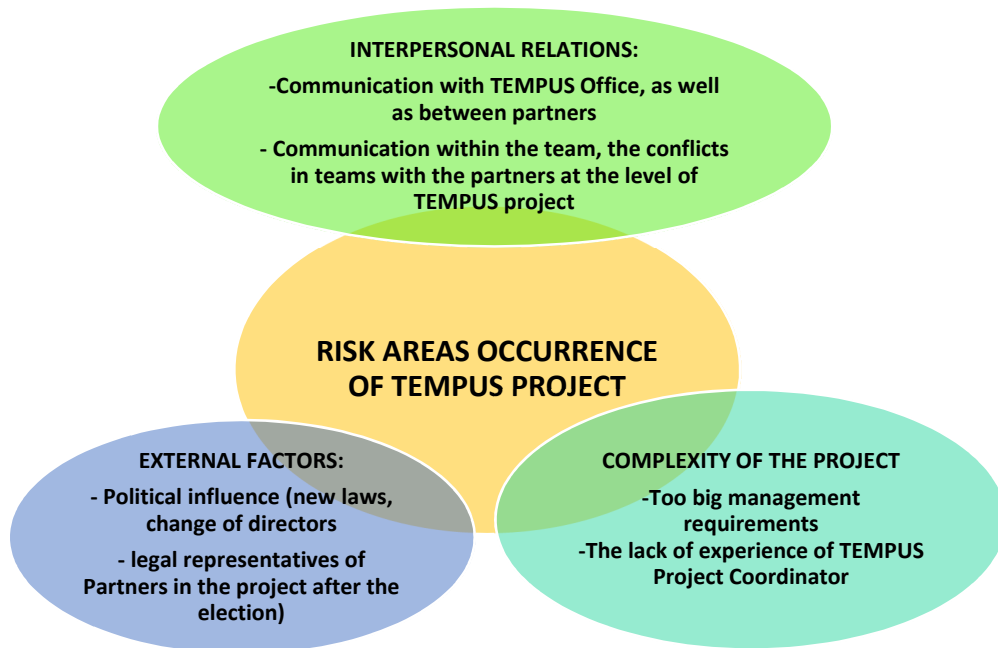 INTERPERSONAL RELATIONS:
-Communication with TEMPUS Office, as well
as between partners
- Communication within the team, the conflicts
in teams with the partners at the level of
TEMPUS project
RISK AREAS OCCURRENCE
OF TEMPUS PROJECT
EXTERNAL FACTORS:
- Political influence (new laws,
change of directors
- legal representatives of
Partners in the project after the
election)
COMPLEXITY OF THE PROJECT
-Too big management
requirements
-The lack of experience of TEMPUS
Project Coordinator